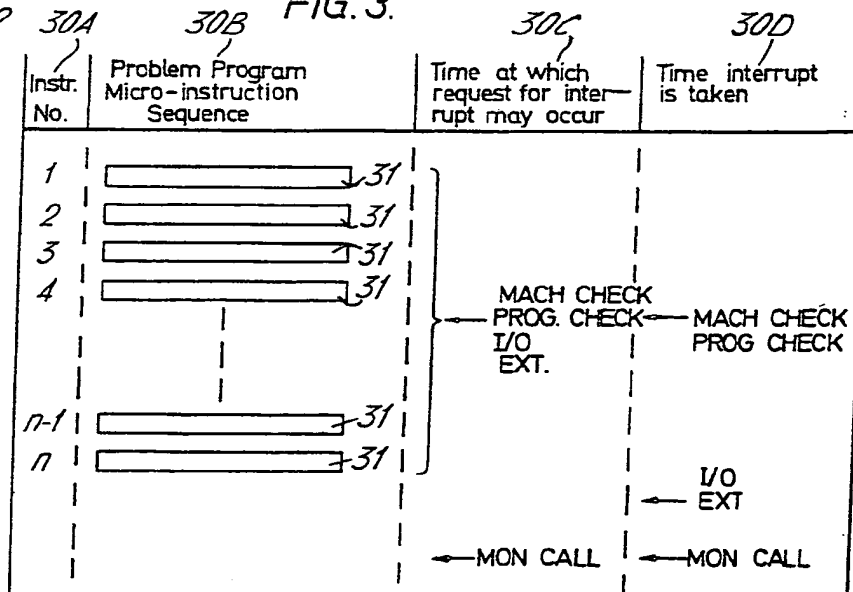 FIG. 3.
30A 30B 30C 30D
Instr. No.
Problem Program
Micro-instruction
Sequence
Time at which
request for inter-
rupt may occur
Time interrupt
is taken
1 31
2 31
3 31
4 31
MACH CHECK
PROG. CHECK
I/O
EXT.
MACH CHECK
PROG CHECK
n-1 31
n 31
I/O
EXT
MON CALL MON CALL